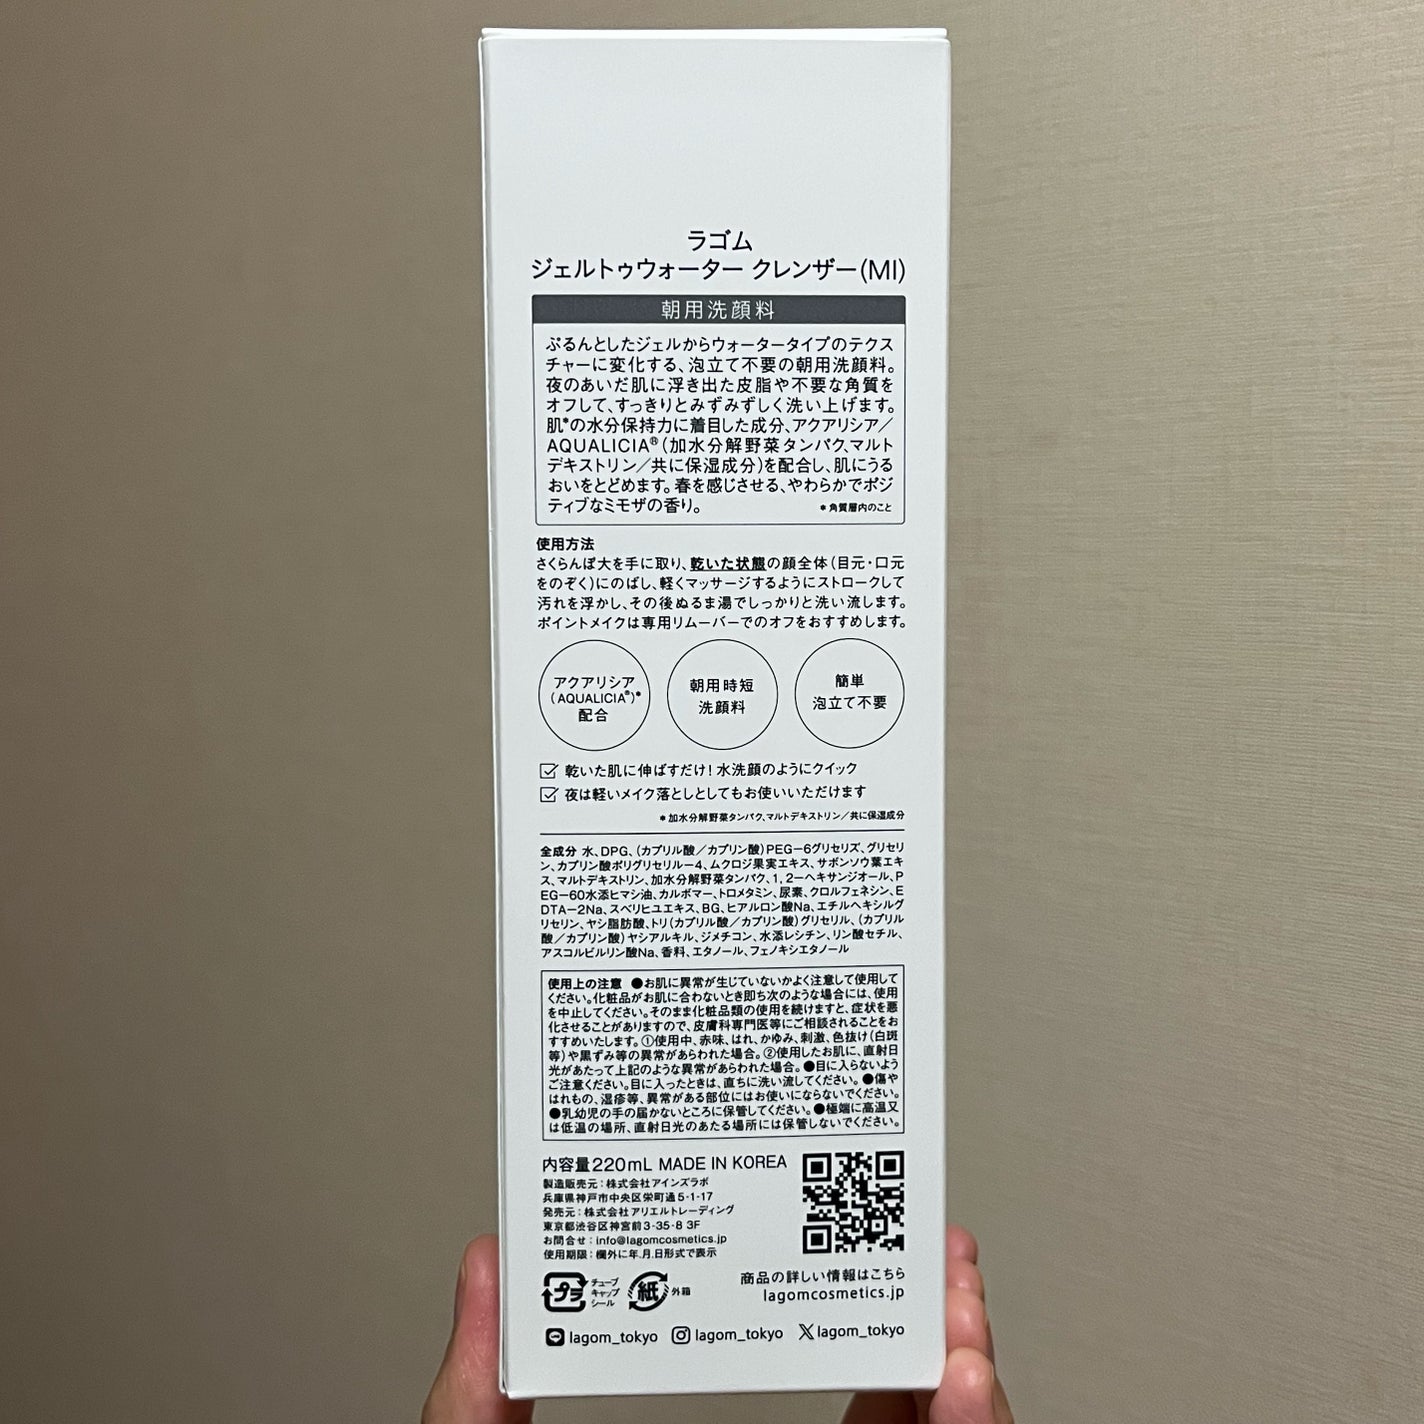 ラゴム
ジェルトゥウォーター クレンザー(MI)
朝用洗顔料
ぷるんとしたジェルからウォータータイプのテクス
チャーに変化する、泡立て不要の朝用洗顔料。
夜のあいだ肌に浮き出た皮脂や不要な角質を
オフして、すっきりとみずみずしく洗い上げます。
肌*の水分保持力に着目した成分、アクアリシア／
AQUALICIA®(加水分解野菜タンパク、マルト
デキストリン／共に保湿成分)を配合し、肌にうる
おいをとどめます。春を感じさせる、やわらかでポジ
ティブなミモザの香り。
*角質層内のこと
使用方法
さくらんぼ大を手に取り、乾いた状態の顔全体(目元・口元
をのぞく)にのばし、軽くマッサージするようにストロークして
汚れを浮かし、その後ぬるま湯でしっかりと洗い流します。
ポイントメイクは専用リムーバーでのオフをおすすめします。
アクアリシア
(AQUALICIA®)*
配合
朝用時短
洗顔料
簡単
泡立て不要
乾いた肌に伸ばすだけ！水洗顔のようにクイック
夜は軽いメイク落としとしてもお使いいただけます
*加水分解野菜タンパク、マルトデキストリン／共に保湿成分
全成分 水、DPG、(カプリル酸／カプリン酸)PEG-6グリセリズ、グリセリ
ン、カプリン酸ポリグリセリル-4、ムクロジ果実エキス、サボンソウ葉エキ
ス、マルトデキストリン、加水分解野菜タンパク、1,2-ヘキサンジオール、P
EG-60水添ヒマシ油、カルボマー、トロメタミン、尿素、クロルフェネシン、E
DTA-2Na、スベリヒユエキス、BG、ヒアルロン酸Na、エチルヘキシルグ
リセリン、ヤシ脂肪酸、トリ(カプリル酸／カプリン酸)グリセリル、(カプリル
酸／カプリン酸)ヤシアルキル、ジメチコン、水添レシチン、リン酸セチル、
アスコルビルリン酸Na、香料、エタノール、フェノキシエタノール
使用上の注意 ●お肌に異常が生じていないかよく注意して使用して
ください。化粧品がお肌に合わないとき即ち次のような場合には、使用
を中止してください。そのまま化粧品類の使用を続けますと、症状を悪
化させることがありますので、皮膚科専門医等にご相談されることをお
すすめいたします。①使用中、赤味、はれ、かゆみ、刺激、色抜け(白斑
等)や黒ずみ等の異常があらわれた場合。②使用したお肌に、直射日
光があたって上記のような異常があらわれた場合。●目に入らないよう
ご注意ください。目に入ったときは、直ちに洗い流してください。●傷や
はれもの、湿疹等、異常がある部位にはお使いにならないでください。
●乳幼児の手の届かないところに保管してください。●極端に高温又
は低温の場所、直射日光のあたる場所には保管しないでください。
内容量220mL MADE IN KOREA
製造販売元：株式会社アインズラボ
兵庫県神戸市中央区栄町通5-1-17
発売元：株式会社アリエルトレーディング
東京都渋谷区神宮前3-35-8 3F
お問合せ：info@lagomcosmetics.jp
使用期限：欄外に年.月.日形式で表示
プラ
チューブ
キャップ
シール
紙
外箱
商品の詳しい情報はこちら
lagomcosmetics.jp
lagom_tokyo lagom_tokyo lagom_tokyo